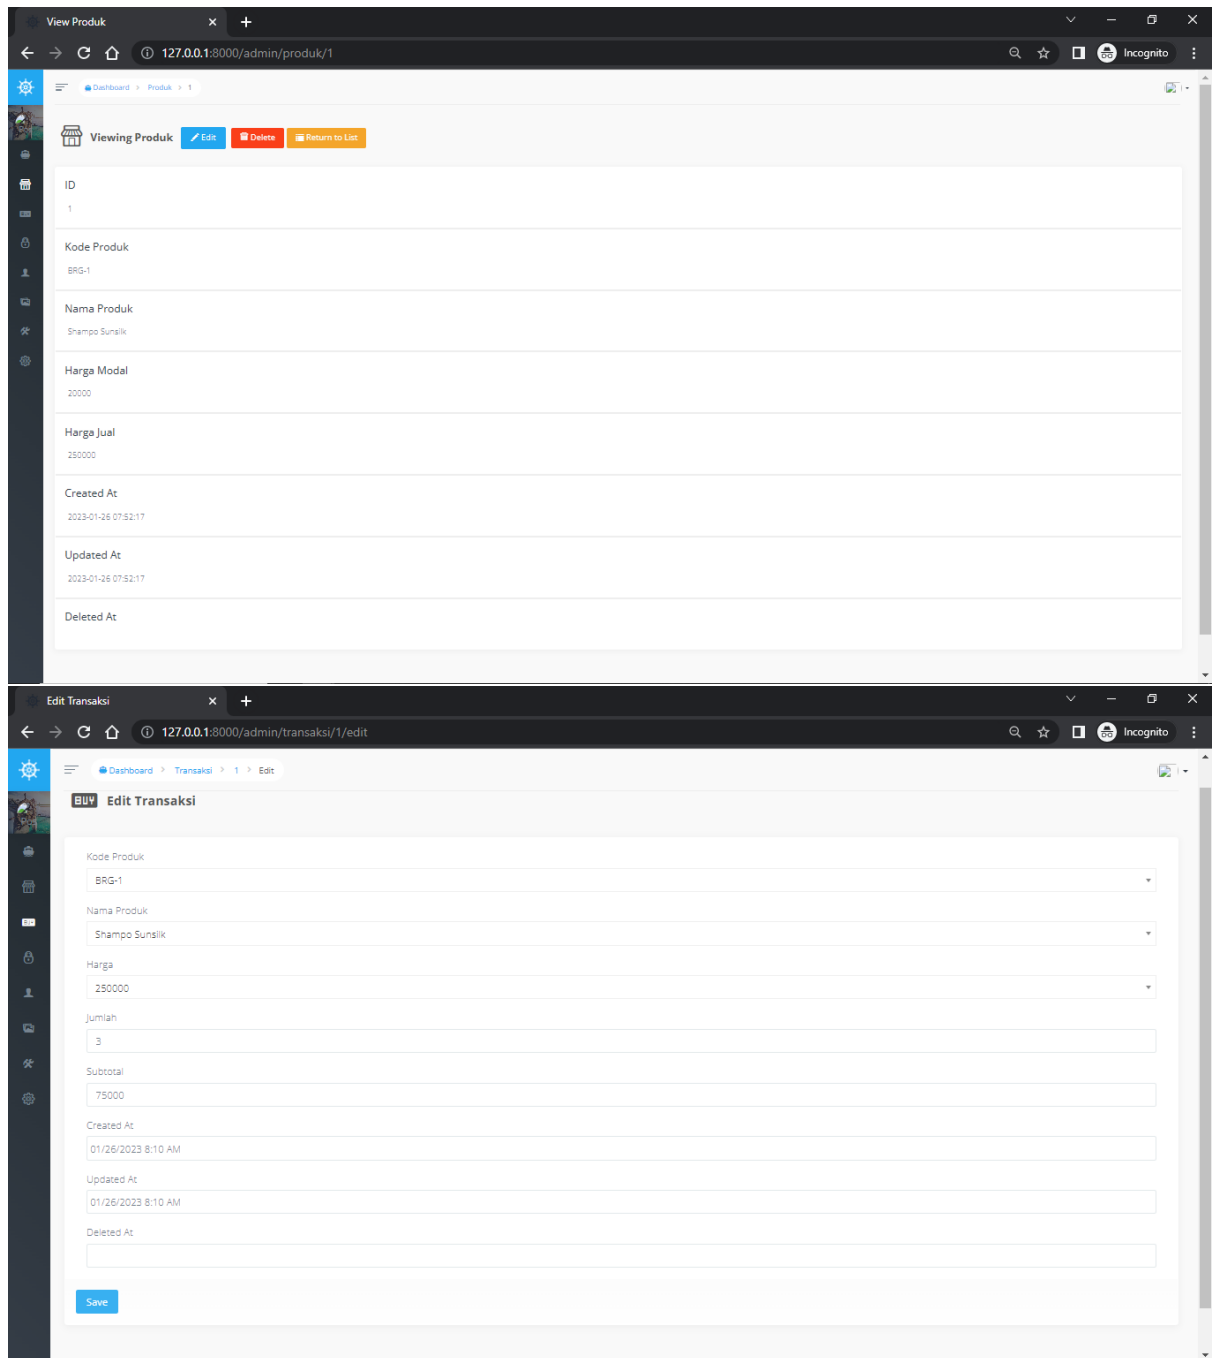 View Produk
127.0.0.1:8000/admin/produk/1
Incognito
Dashboard > Produk > 1
Viewing Produk Edit Delete Return to List
ID
1
Kode Produk
BRG-1
Nama Produk
Shampo Sunsilk
Harga Modal
20000
Harga Jual
250000
Created At
2023-01-26 07:52:17
Updated At
2023-01-26 07:52:17
Deleted At
Edit Transaksi
127.0.0.1:8000/admin/transaksi/1/edit
Incognito
Dashboard > Transaksi > 1 > Edit
BUY Edit Transaksi
Kode Produk
BRG-1
Nama Produk
Shampo Sunsilk
Harga
250000
Jumlah
3
Subtotal
75000
Created At
01/26/2023 8:10 AM
Updated At
01/26/2023 8:10 AM
Deleted At
Save